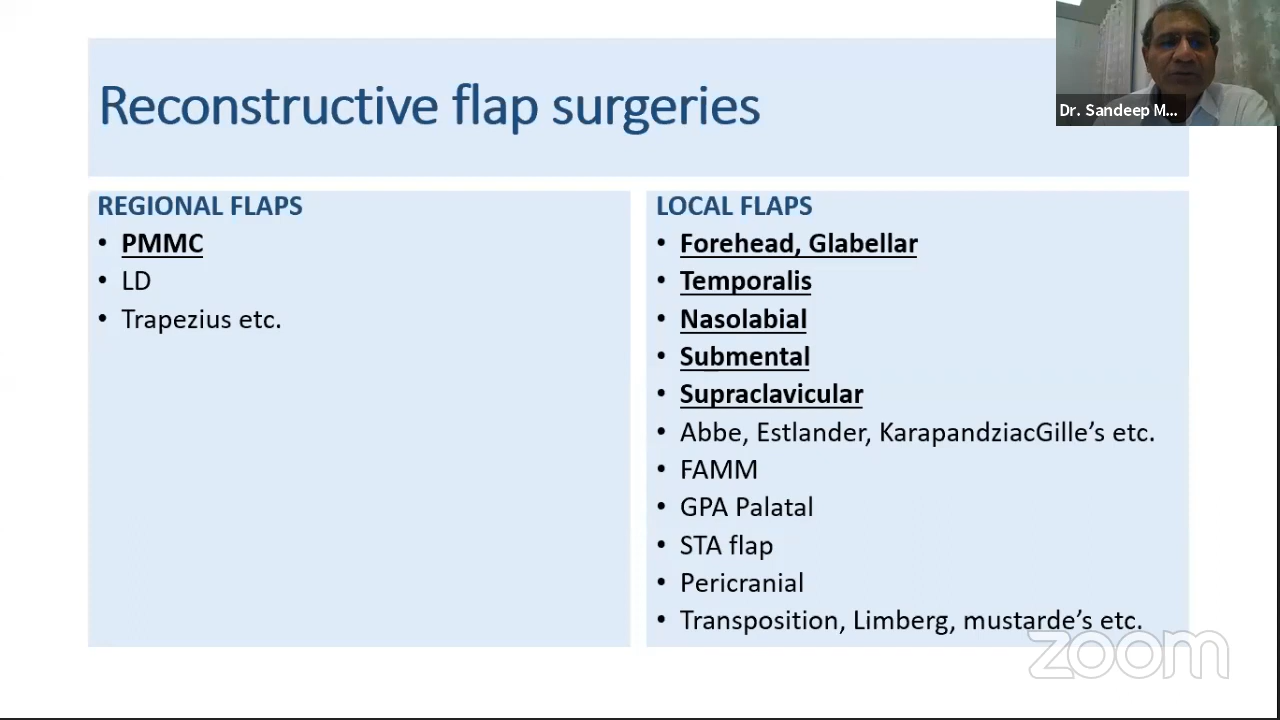 Reconstructive flap surgeries
Dr. Sandeep M...
REGIONAL FLAPS
• PMMC
• LD
• Trapezius etc.
LOCAL FLAPS
• Forehead, Glabellar
• Temporalis
• Nasolabial
• Submental
• Supraclavicular
• Abbe, Estlander, KarapandziacGille’s etc.
• FAMM
• GPA Palatal
• STA flap
• Pericranial
• Transposition, Limberg, mustarde’s etc.
zoom